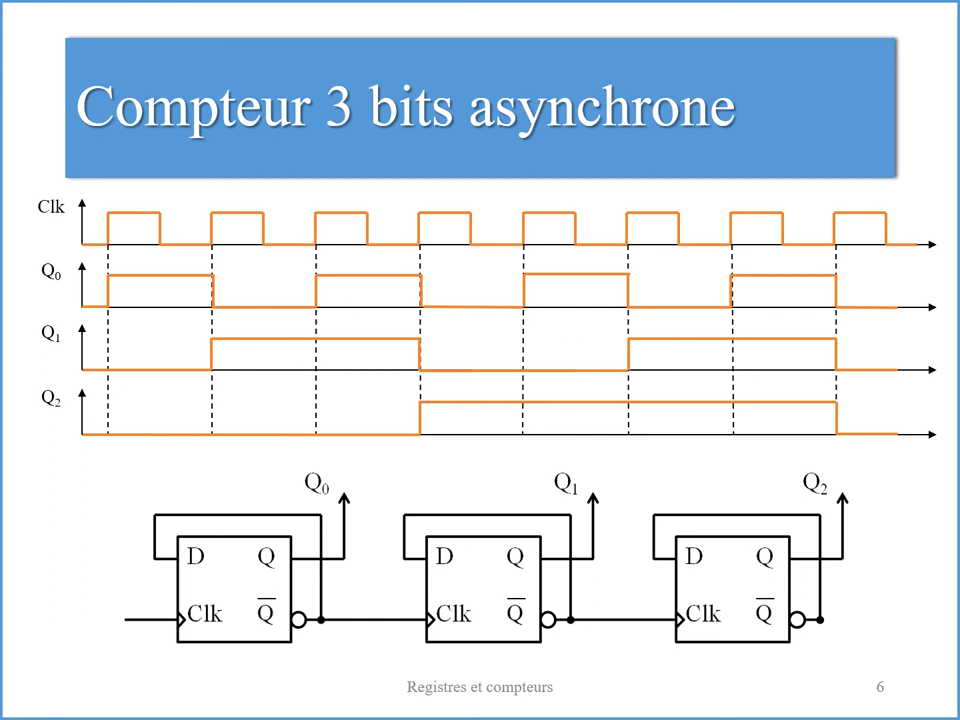 Compteur 3 bits asynchrone
Clk
Q₀
Q₁
Q₂
Q₀ Q₁ Q₂
D Q D Q D Q
Clk Q̅ Clk Q̅ Clk Q̅
Registres et compteurs 6